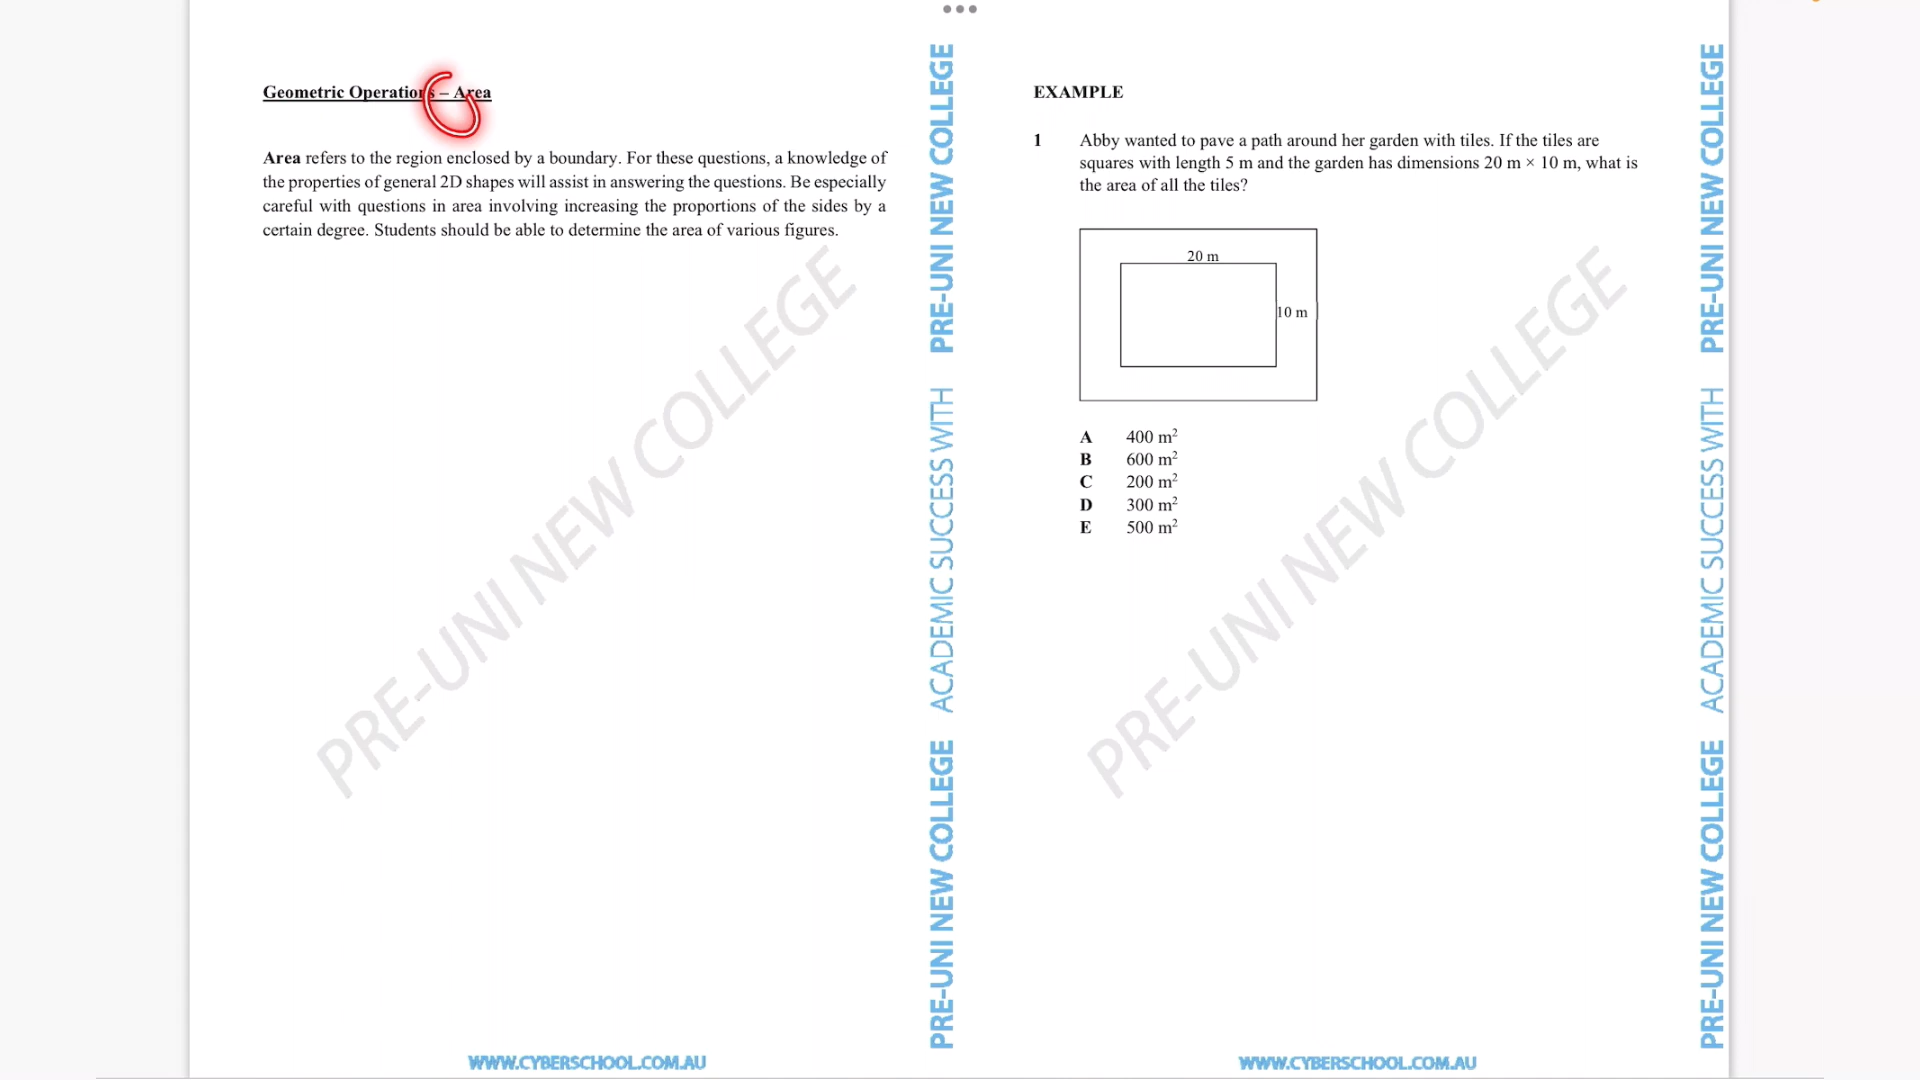 Geometric Operations – Area
Area refers to the region enclosed by a boundary. For these questions, a knowledge of
the properties of general 2D shapes will assist in answering the questions. Be especially
careful with questions in area involving increasing the proportions of the sides by a
certain degree. Students should be able to determine the area of various figures.
PRE-UNI NEW COLLEGE
PRE-UNI NEW COLLEGE ACADEMIC SUCCESS WITH PRE-UNI NEW COLLEGE
WWW.CYBERSCHOOL.COM.AU
EXAMPLE
1 Abby wanted to pave a path around her garden with tiles. If the tiles are
squares with length 5 m and the garden has dimensions 20 m × 10 m, what is
the area of all the tiles?
20 m
10 m
A 400 m²
B 600 m²
C 200 m²
D 300 m²
E 500 m²
PRE-UNI NEW COLLEGE
PRE-UNI NEW COLLEGE ACADEMIC SUCCESS WITH PRE-UNI NEW COLLEGE
WWW.CYBERSCHOOL.COM.AU